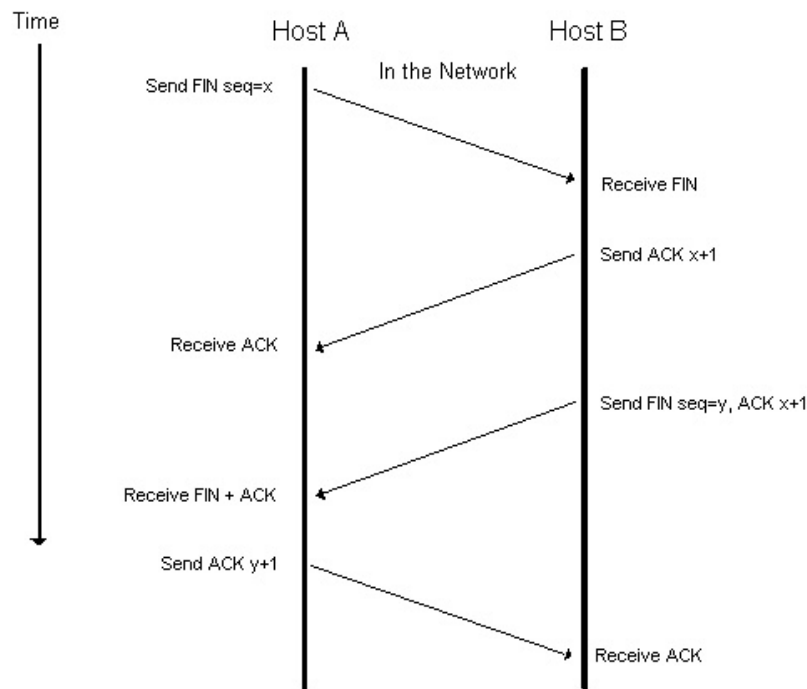 Time
Host A
Host B
In the Network
Send FIN seq=x
Receive FIN
Send ACK x+1
Receive ACK
Send FIN seq=y, ACK x+1
Receive FIN + ACK
Send ACK y+1
Receive ACK